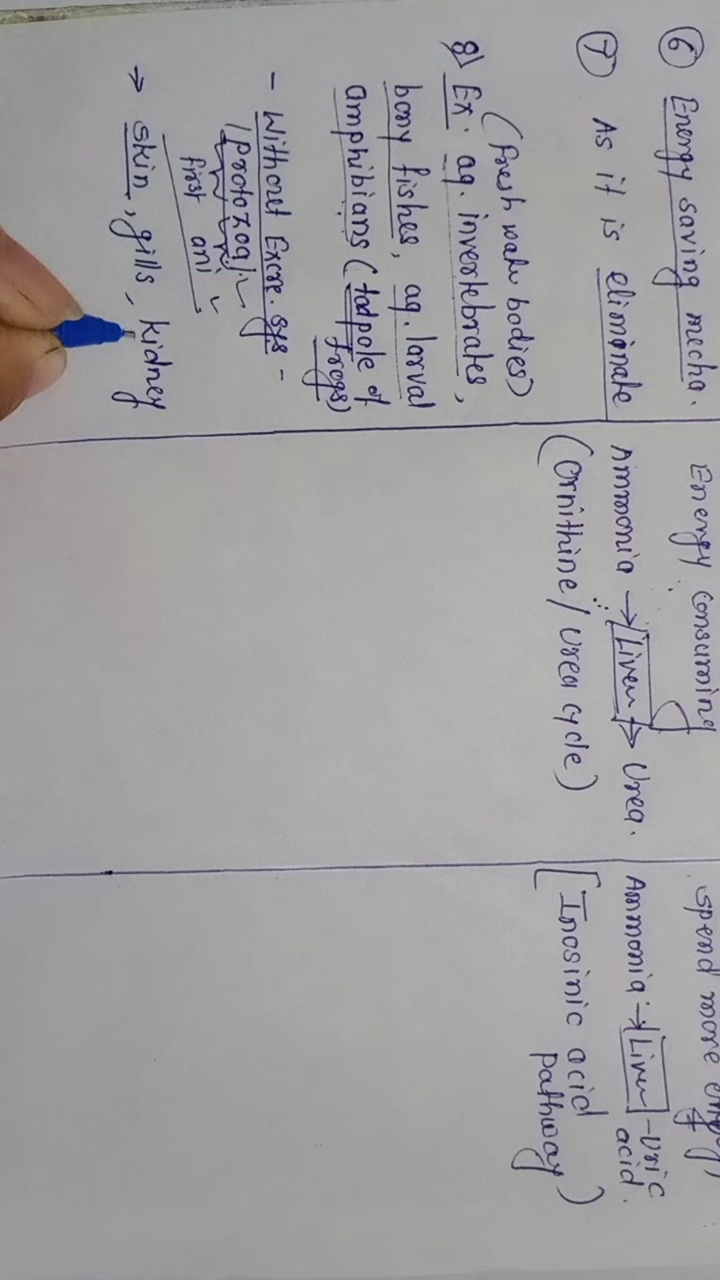 ⑥ Energy saving mecha.
⑦ As it is eliminate
(fresh water bodies)
8) Ex: aq. invertebrates,
bony fishes, aq. larval
amphibians (tadpole of
frogs)
- Without Excre. sys -
(protozoa)
first ani
→ skin, gills, kidney
Energy consuming
Ammonia → Liver → Urea.
(Ornithine / Urea cycle)
spend more energy
Ammonia → Liver - uric
acid.
[Inosinic acid
pathway)